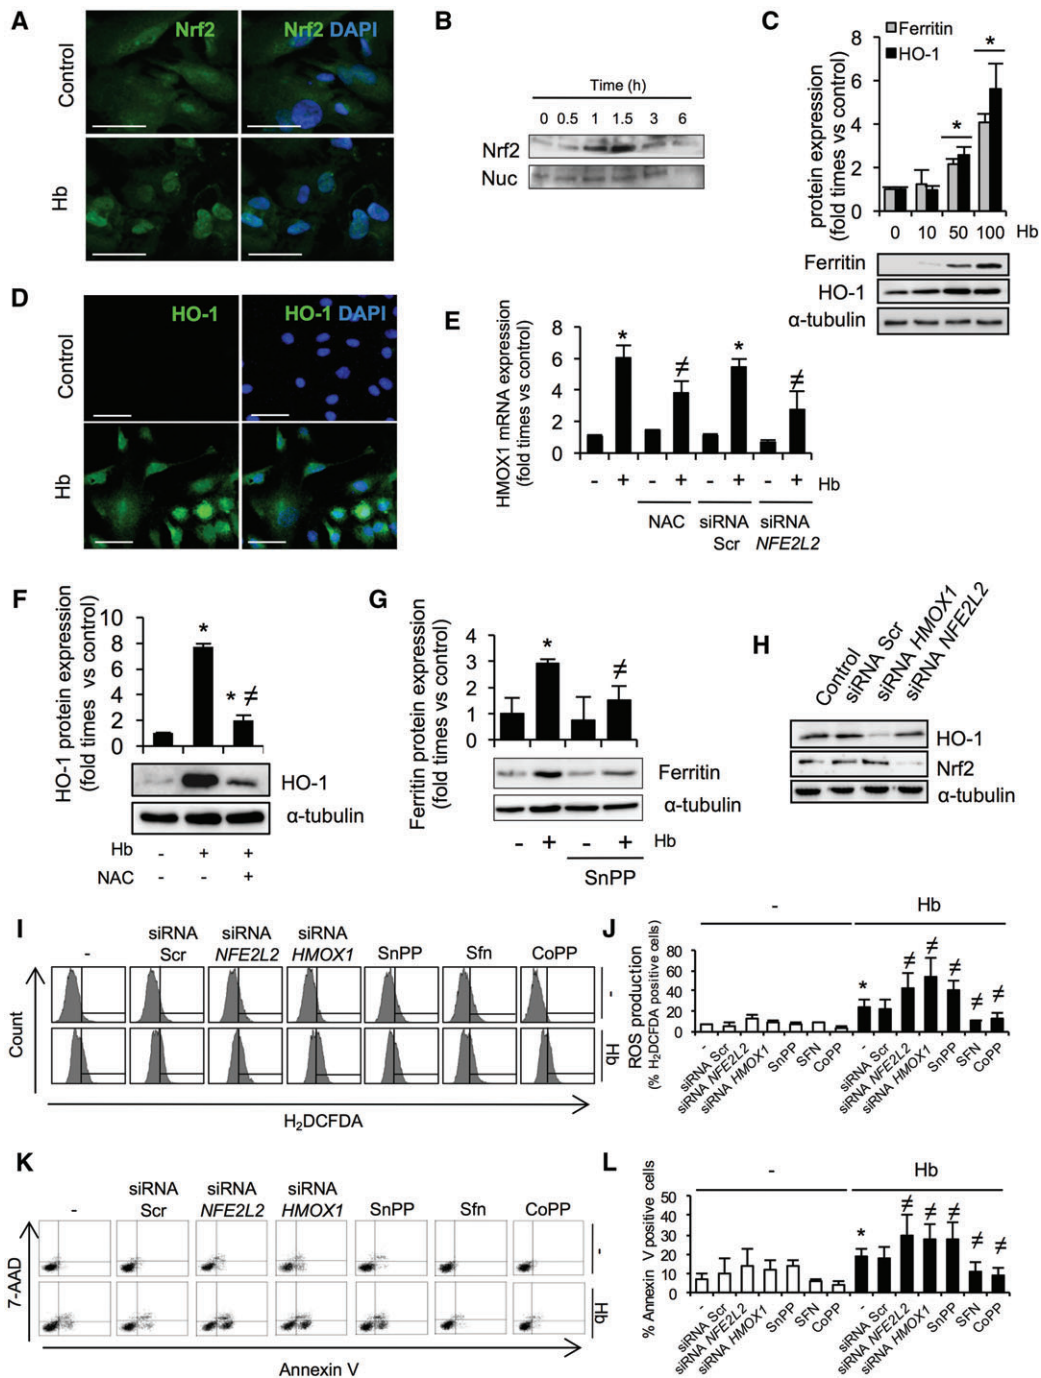 A
Nrf2
Nrf2 DAPI
Control
Hb
B
Time (h)
0 0.5 1 1.5 3 6
Nrf2
Nuc
C
Ferritin
HO-1
protein expression
(fold times vs control)
8
6
4
2
0
*
*
0 10 50 100 Hb
Ferritin
HO-1
α-tubulin
D
HO-1
HO-1 DAPI
Control
Hb
E
HMOX1 mRNA expression
(fold times vs control)
8
6
4
2
0
* ≠ * ≠
- + - + - + - + Hb
NAC
siRNA
Scr
siRNA
NFE2L2
F
HO-1 protein expression
(fold times vs control)
10
8
6
4
2
0
*
* ≠
HO-1
α-tubulin
Hb - + +
NAC - - +
G
Ferritin protein expression
(fold times vs control)
4
3
2
1
0
*
≠
Ferritin
α-tubulin
- + - + Hb
SnPP
H
Control
siRNA Scr
siRNA HMOX1
siRNA NFE2L2
HO-1
Nrf2
α-tubulin
I
- siRNA Scr siRNA NFE2L2 siRNA HMOX1 SnPP Sfn CoPP
-
Hb
Count
H₂DCFDA
J
- Hb
ROS production
(% H₂DCFDA positive cells)
80
60
40
20
0
* ≠ ≠ ≠ ≠ ≠
- siRNA Scr siRNA NFE2L2 siRNA HMOX1 SnPP SFN CoPP
- siRNA Scr siRNA NFE2L2 siRNA HMOX1 SnPP SFN CoPP
K
- siRNA Scr siRNA NFE2L2 siRNA HMOX1 SnPP Sfn CoPP
-
Hb
7-AAD
Annexin V
L
- Hb
% Annexin V positive cells
50
40
30
20
10
0
* ≠ ≠ ≠ ≠ ≠
- siRNA Scr siRNA NFE2L2 siRNA HMOX1 SnPP SFN CoPP
- siRNA Scr siRNA NFE2L2 siRNA HMOX1 SnPP SFN CoPP